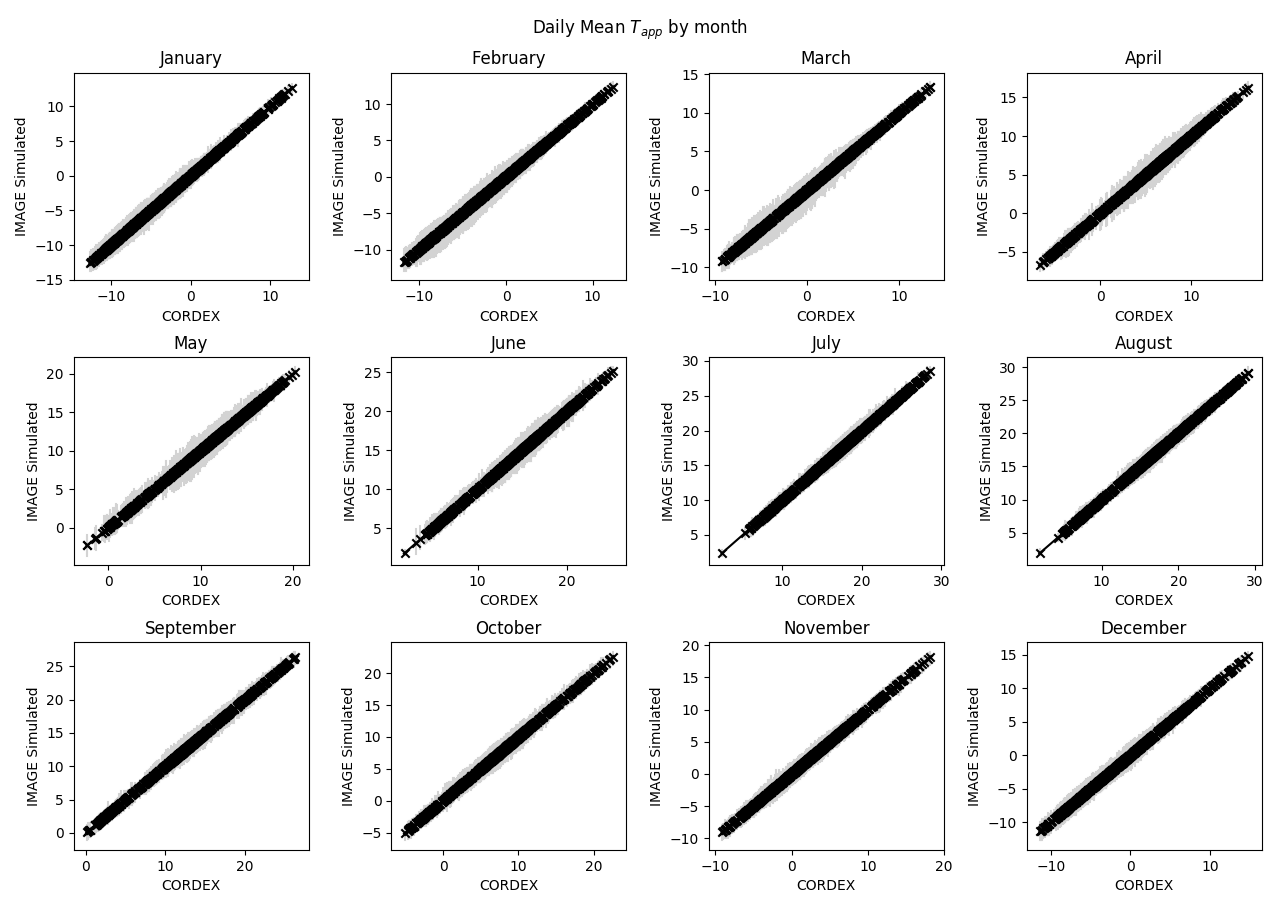 Daily Mean T_app by month
January
February
March
April
10
5
0
−5
−10
−15
IMAGE Simulated
−10 0 10
CORDEX
10
5
0
−5
−10
IMAGE Simulated
−10 0 10
CORDEX
15
10
5
0
−5
−10
IMAGE Simulated
−10 0 10
CORDEX
15
10
5
0
−5
IMAGE Simulated
0 10
CORDEX
May
June
July
August
20
15
10
5
0
IMAGE Simulated
0 10 20
CORDEX
25
20
15
10
5
IMAGE Simulated
10 20
CORDEX
30
25
20
15
10
5
IMAGE Simulated
10 20 30
CORDEX
30
25
20
15
10
5
IMAGE Simulated
10 20 30
CORDEX
September
October
November
December
25
20
15
10
5
0
IMAGE Simulated
0 10 20
CORDEX
20
15
10
5
0
−5
IMAGE Simulated
0 10 20
CORDEX
20
15
10
5
0
−5
−10
IMAGE Simulated
−10 0 10 20
CORDEX
15
10
5
0
−5
−10
IMAGE Simulated
−10 0 10
CORDEX